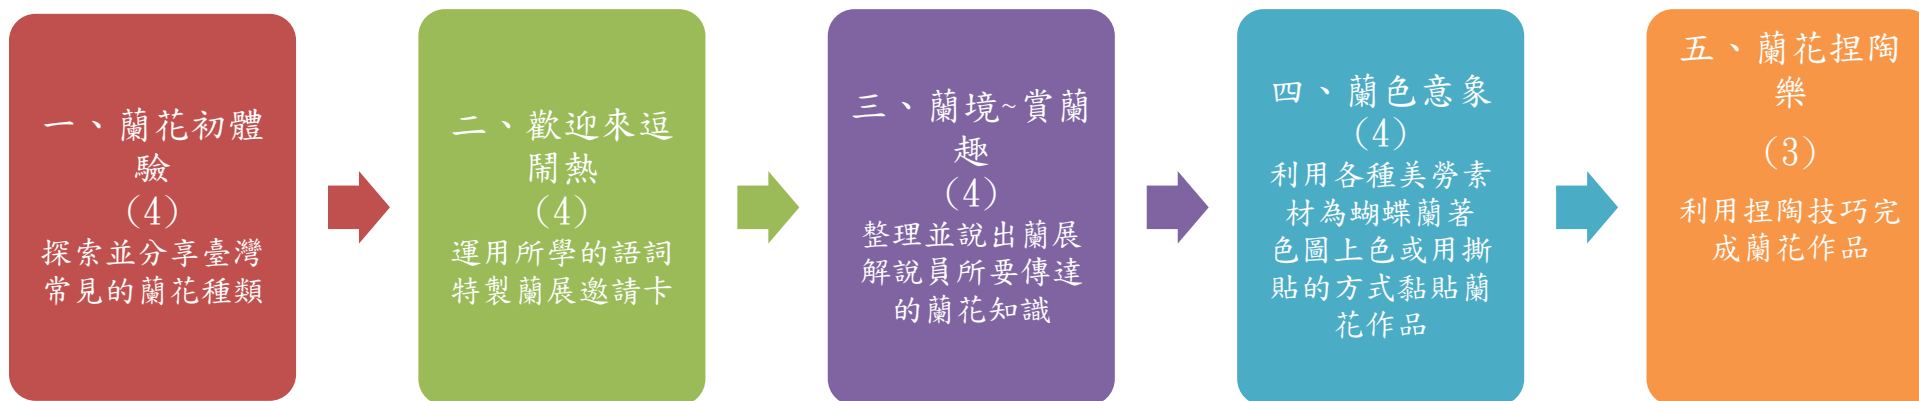 一、蘭花初體
驗
(4)
探索並分享臺灣
常見的蘭花種類
二、歡迎來逗
鬧熱
(4)
運用所學的語詞
特製蘭展邀請卡
三、蘭境~賞蘭
趣
(4)
整理並說出蘭展
解說員所要傳達
的蘭花知識
四、蘭色意象
(4)
利用各種美勞素
材為蝴蝶蘭著
色圖上色或用撕
貼的方式黏貼蘭
花作品
五、蘭花捏陶
樂
(3)
利用捏陶技巧完
成蘭花作品